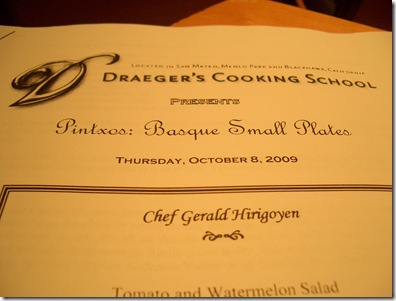 LOCATED IN SAN MATEO, MENLO PARK AND BLACKHAWK, CALIFORNIA
DRAEGER'S COOKING SCHOOL
PRESENTS
Pintxos: Basque Small Plates
THURSDAY, OCTOBER 8, 2009
Chef Gerald Hirigoyen
Tomato and Watermelon Salad